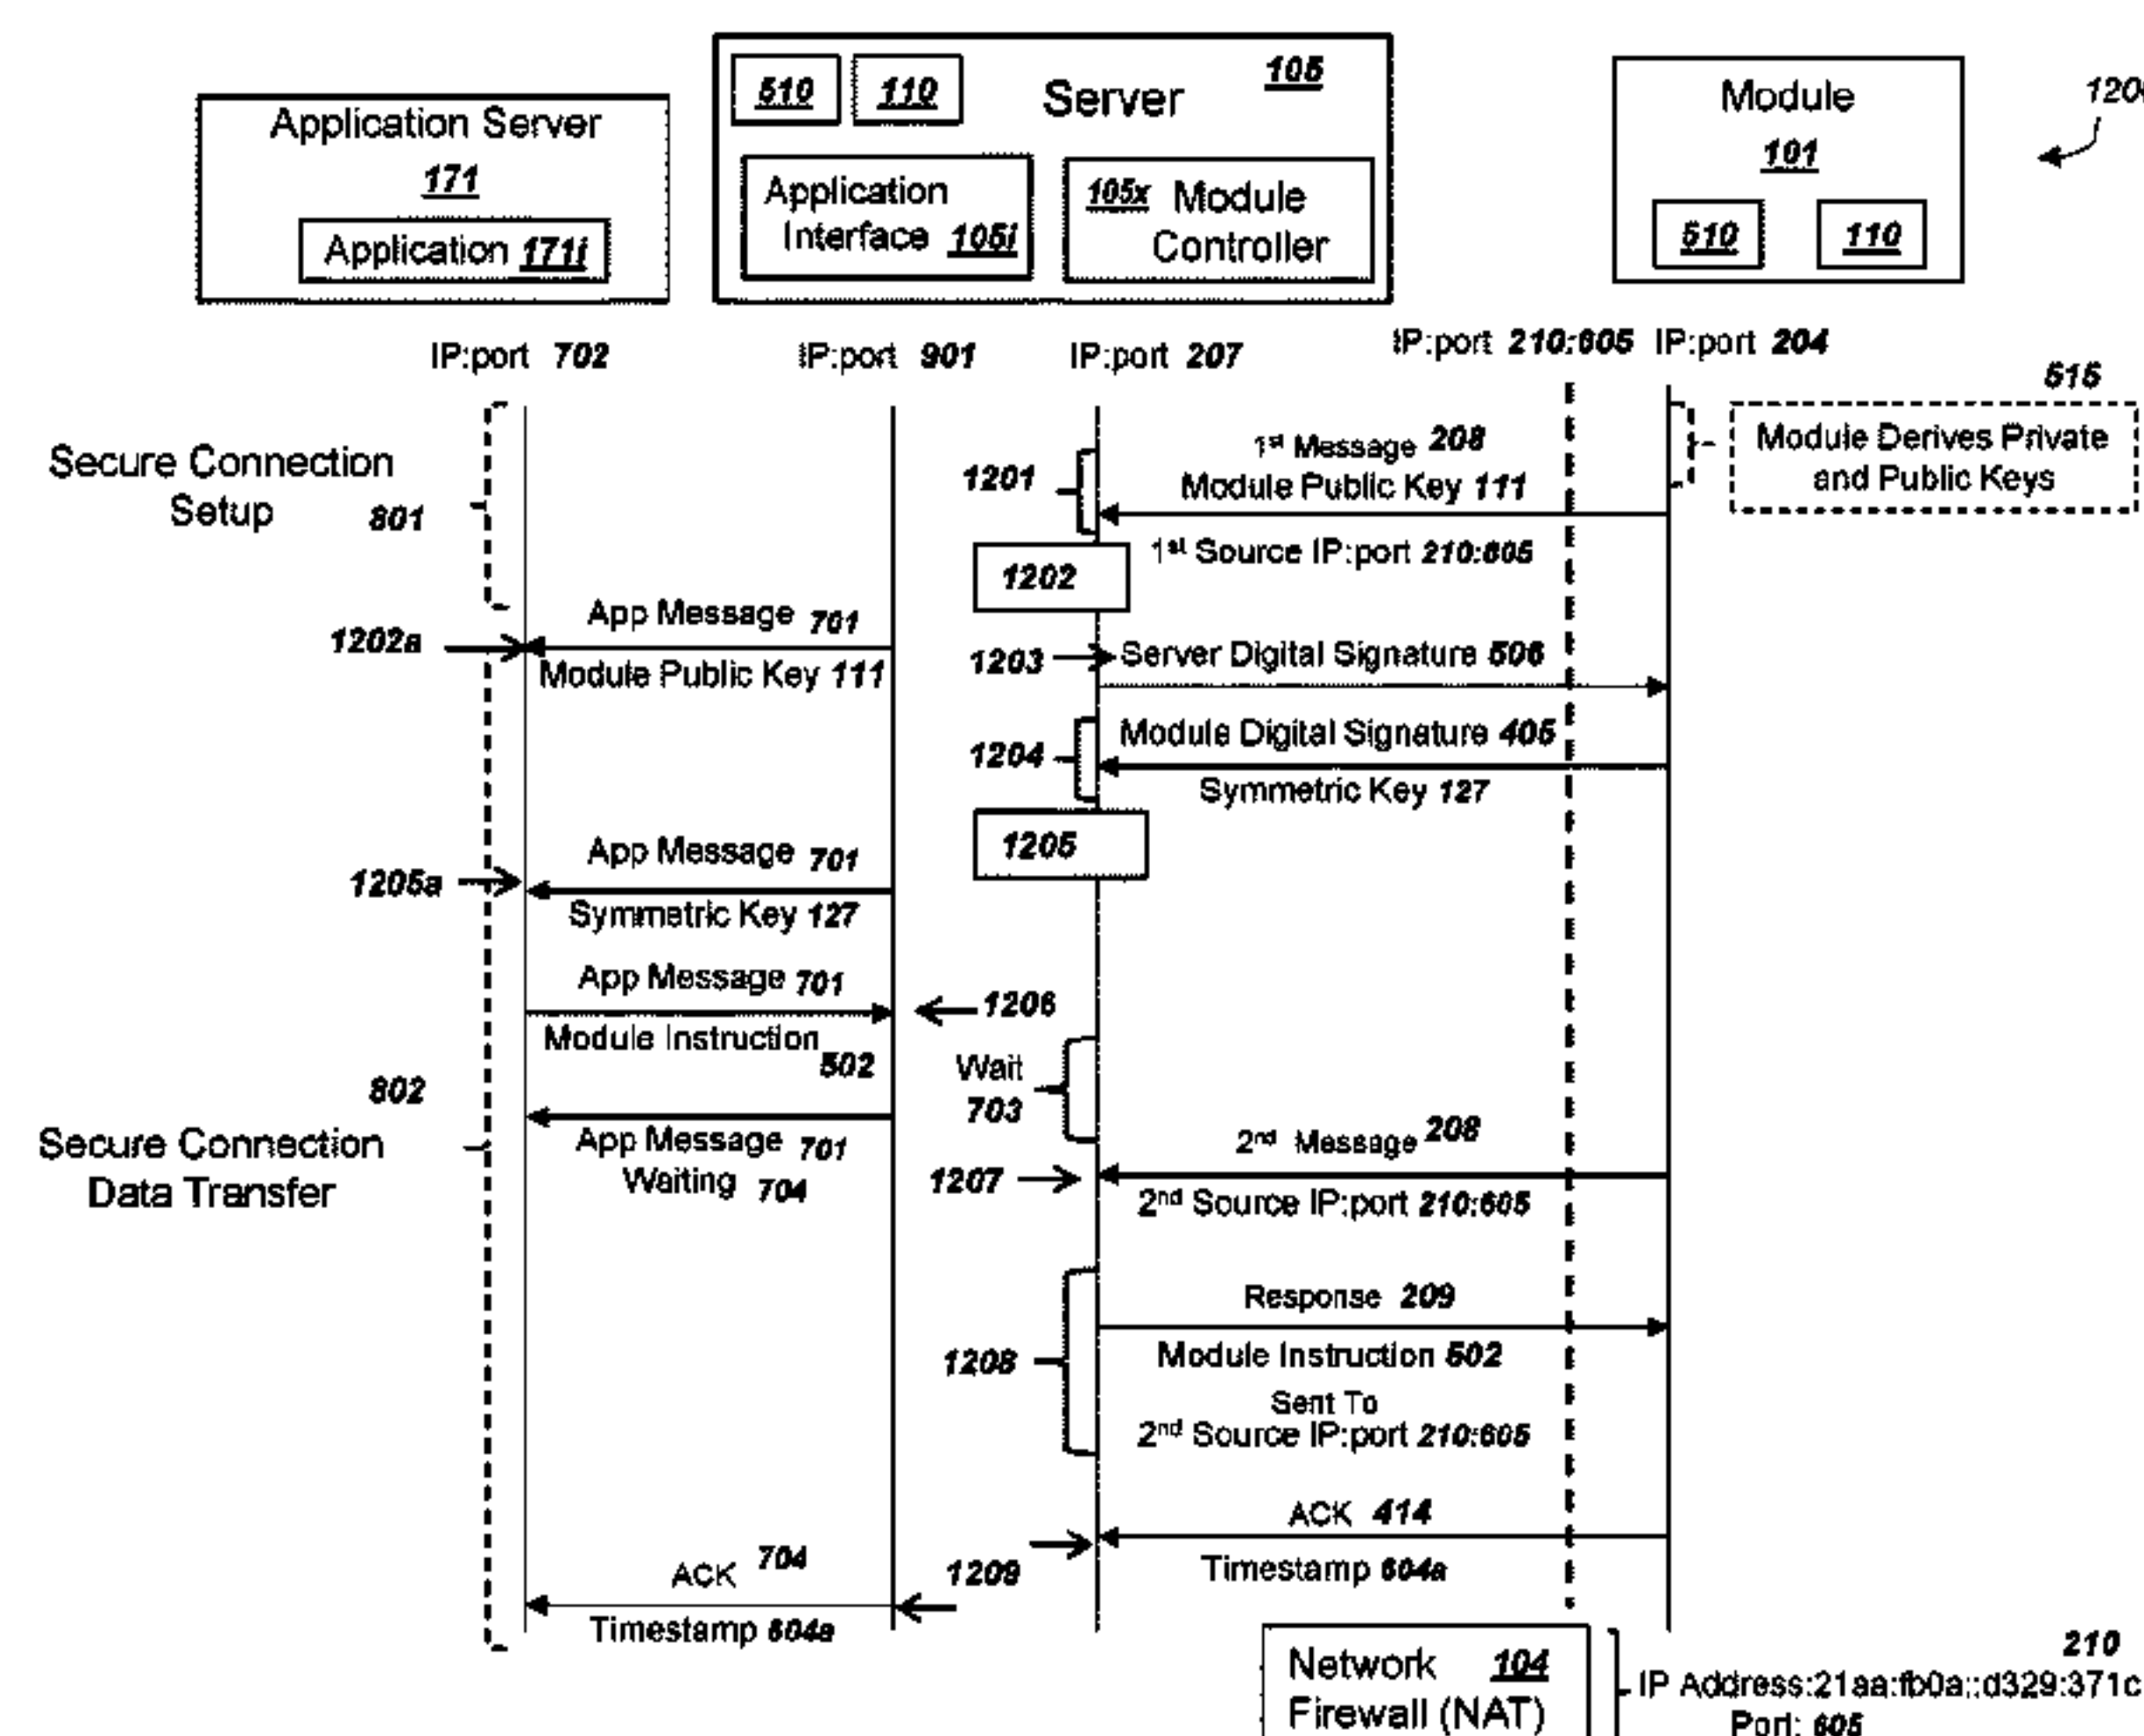 Application Server
171
Application 171i
510 110 Server 105
Application
Interface 105i
105x Module
Controller
Module
101
510 110
IP:port 702
IP:port 901
IP:port 207
IP:port 210:605
IP:port 204
515
Module Derives Private
and Public Keys
Secure Connection
Setup 801
1201
1st Message 208
Module Public Key 111
1st Source IP:port 210:605
1202
1202a
App Message 701
Module Public Key 111
1203
Server Digital Signature 506
1204
Module Digital Signature 405
Symmetric Key 127
1205
1205a
App Message 701
Symmetric Key 127
App Message 701
Module Instruction 502
1206
Wait
703
802
Secure Connection
Data Transfer
App Message 701
Waiting 704
1207
2nd Message 208
2nd Source IP:port 210:605
1208
Response 209
Module Instruction 502
Sent To
2nd Source IP:port 210:605
ACK 414
Timestamp 604a
1209
ACK 704
Timestamp 604a
Network 104
Firewall (NAT)
210
IP Address:21aa:fb0a::d329:371c
Port: 605